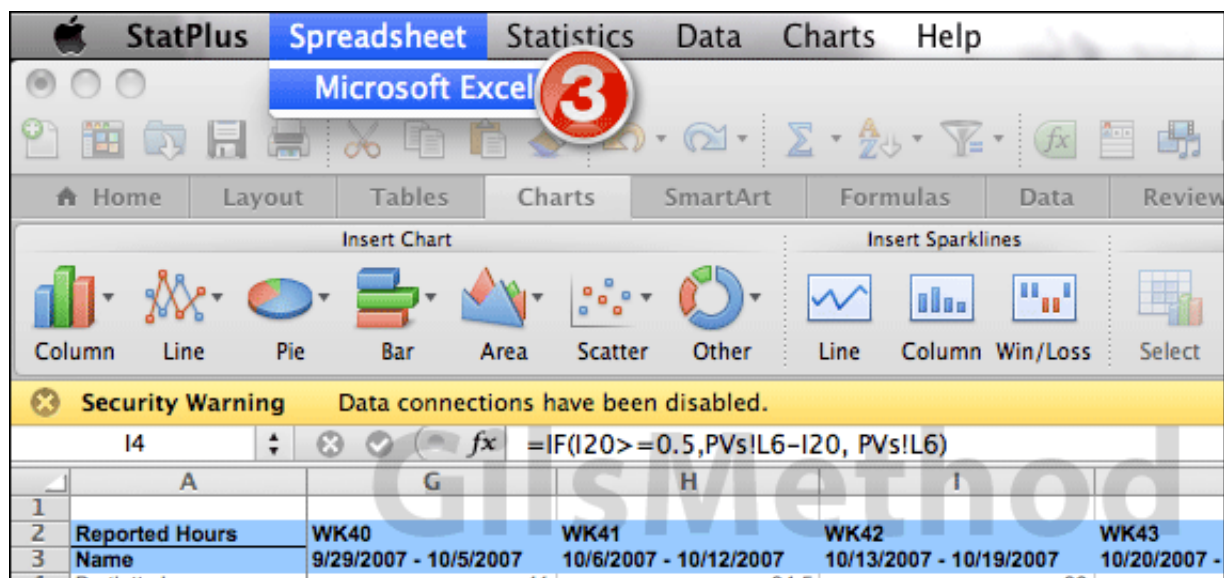 StatPlus Spreadsheet Statistics Data Charts Help
Microsoft Excel
3
Home Layout Tables Charts SmartArt Formulas Data Review
Insert Chart Insert Sparklines
Column Line Pie Bar Area Scatter Other Line Column Win/Loss Select
Security Warning Data connections have been disabled.
I4 fx =IF(I20>=0.5,PVs!L6-I20, PVs!L6)
GilsMethod
A G H I
1
2 Reported Hours WK40 WK41 WK42 WK43
3 Name 9/29/2007 - 10/5/2007 10/6/2007 - 10/12/2007 10/13/2007 - 10/19/2007 10/20/2007 -